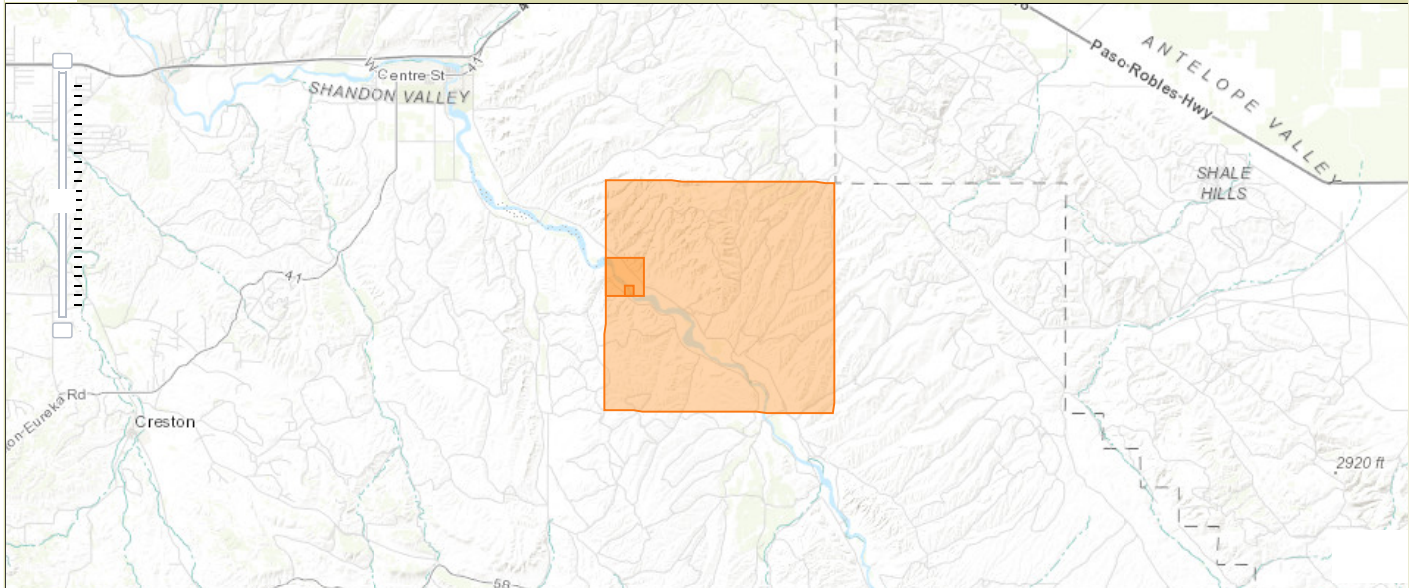 W Centre St
41
SHANDON VALLEY
ANTELOPE VALLEY
Paso-Robles-Hwy
SHALE
HILLS
41
Rd
on-Eureka
Creston
2920 ft
58